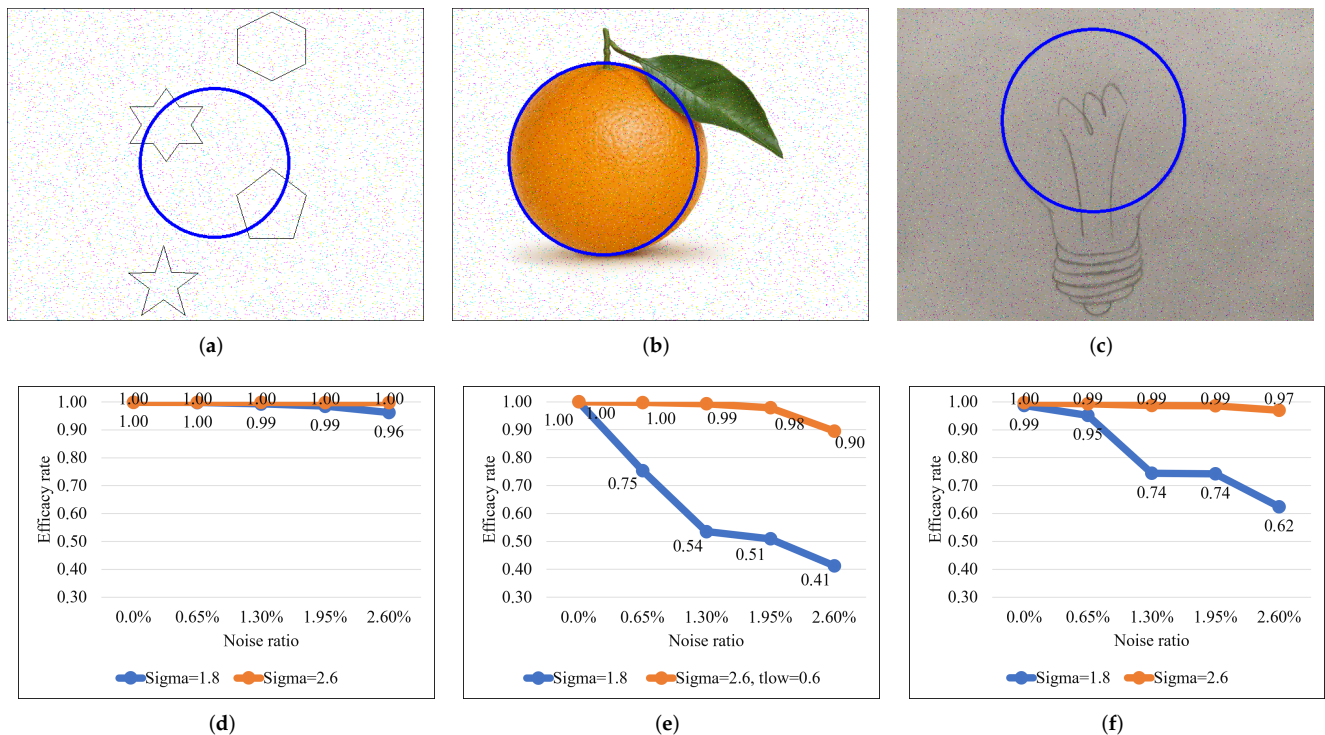 (a)
(b)
(c)
Efficacy rate
1.00
0.90
0.80
0.70
0.60
0.50
0.40
0.30
1.00 1.00 1.00 1.00 1.00
1.00 1.00 0.99 0.99 0.96
0.0% 0.65% 1.30% 1.95% 2.60%
Noise ratio
Sigma=1.8 Sigma=2.6
(d)
Efficacy rate
1.00
0.90
0.80
0.70
0.60
0.50
0.40
0.30
1.00 1.00 0.99 0.98 0.90
1.00 0.75 0.54 0.51 0.41
0.0% 0.65% 1.30% 1.95% 2.60%
Noise ratio
Sigma=1.8 Sigma=2.6, tlow=0.6
(e)
Efficacy rate
1.00
0.90
0.80
0.70
0.60
0.50
0.40
0.30
1.00 0.99 0.99 0.99 0.97
0.99 0.95 0.74 0.74 0.62
0.0% 0.65% 1.30% 1.95% 2.60%
Noise ratio
Sigma=1.8 Sigma=2.6
(f)